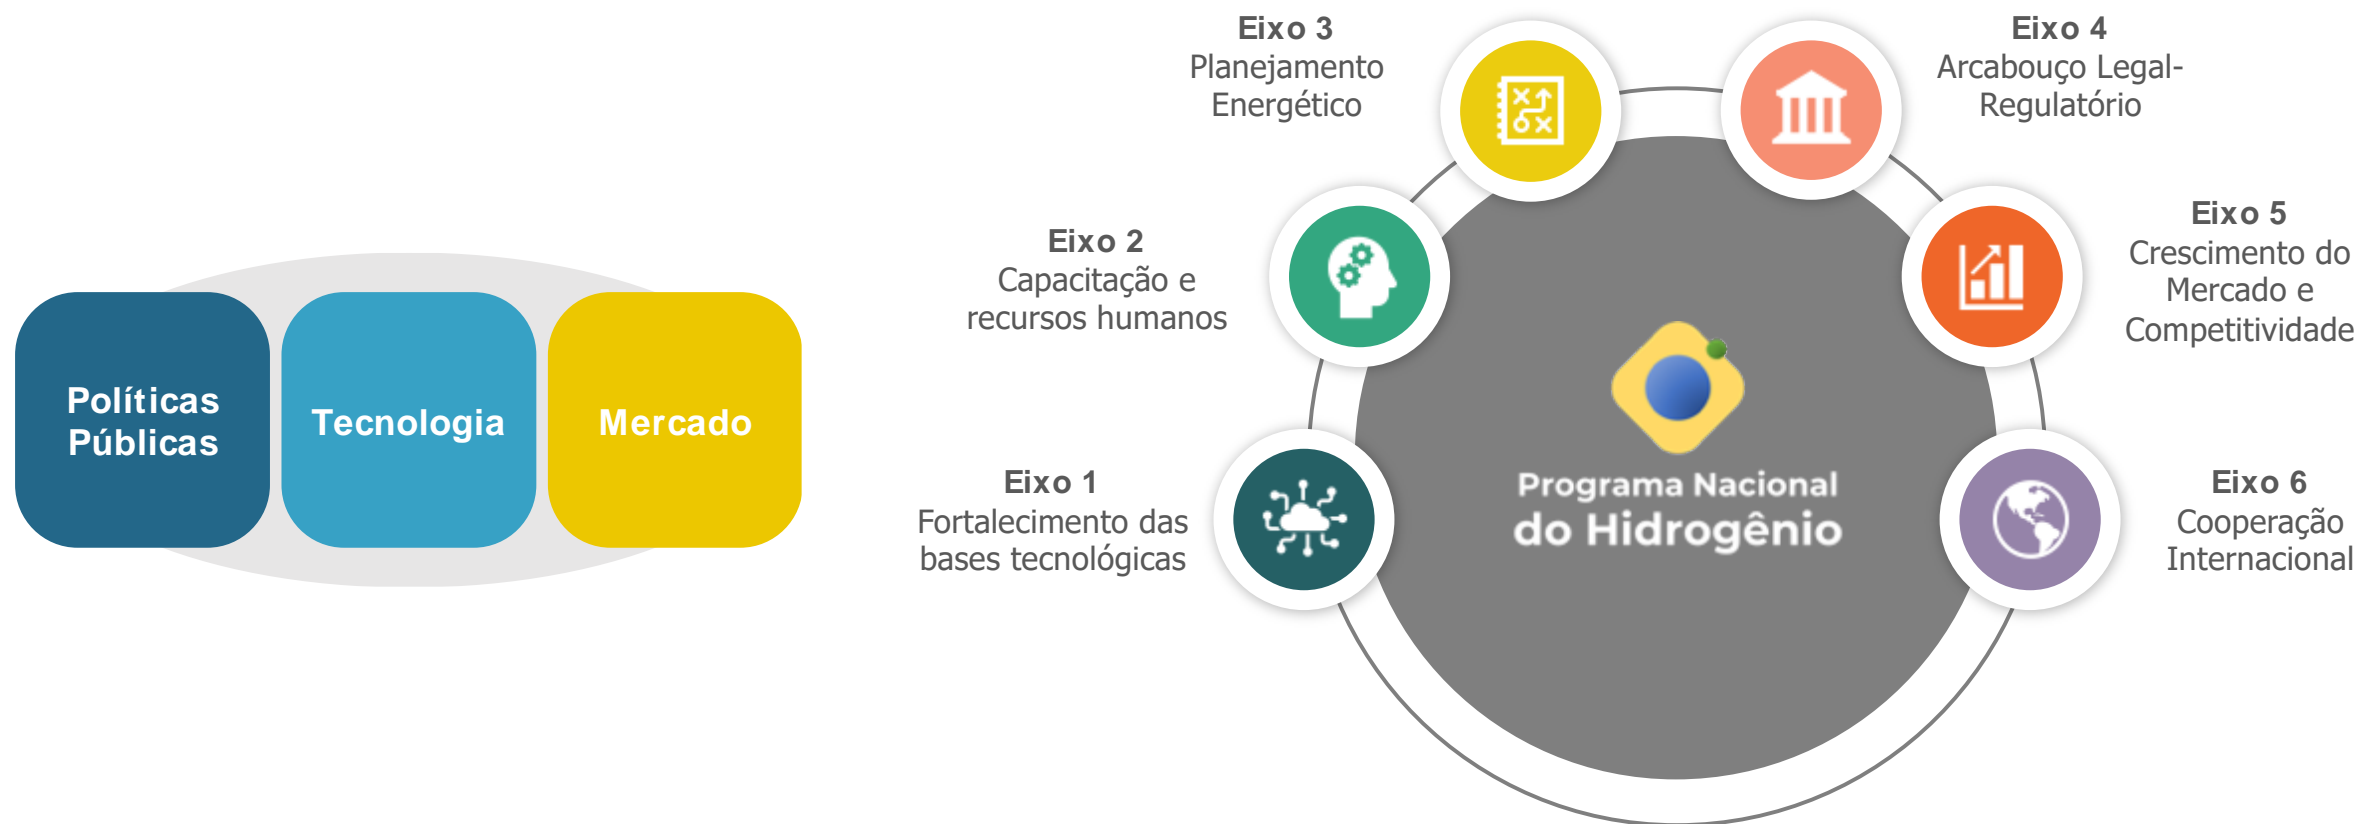 Políticas
Públicas
Tecnologia
Mercado
Eixo 1
Fortalecimento das
bases tecnológicas
Eixo 2
Capacitação e
recursos humanos
Eixo 3
Planejamento
Energético
Eixo 4
Arcabouço Legal-
Regulatório
Eixo 5
Crescimento do
Mercado e
Competitividade
Eixo 6
Cooperação
Internacional
Programa Nacional
do Hidrogênio